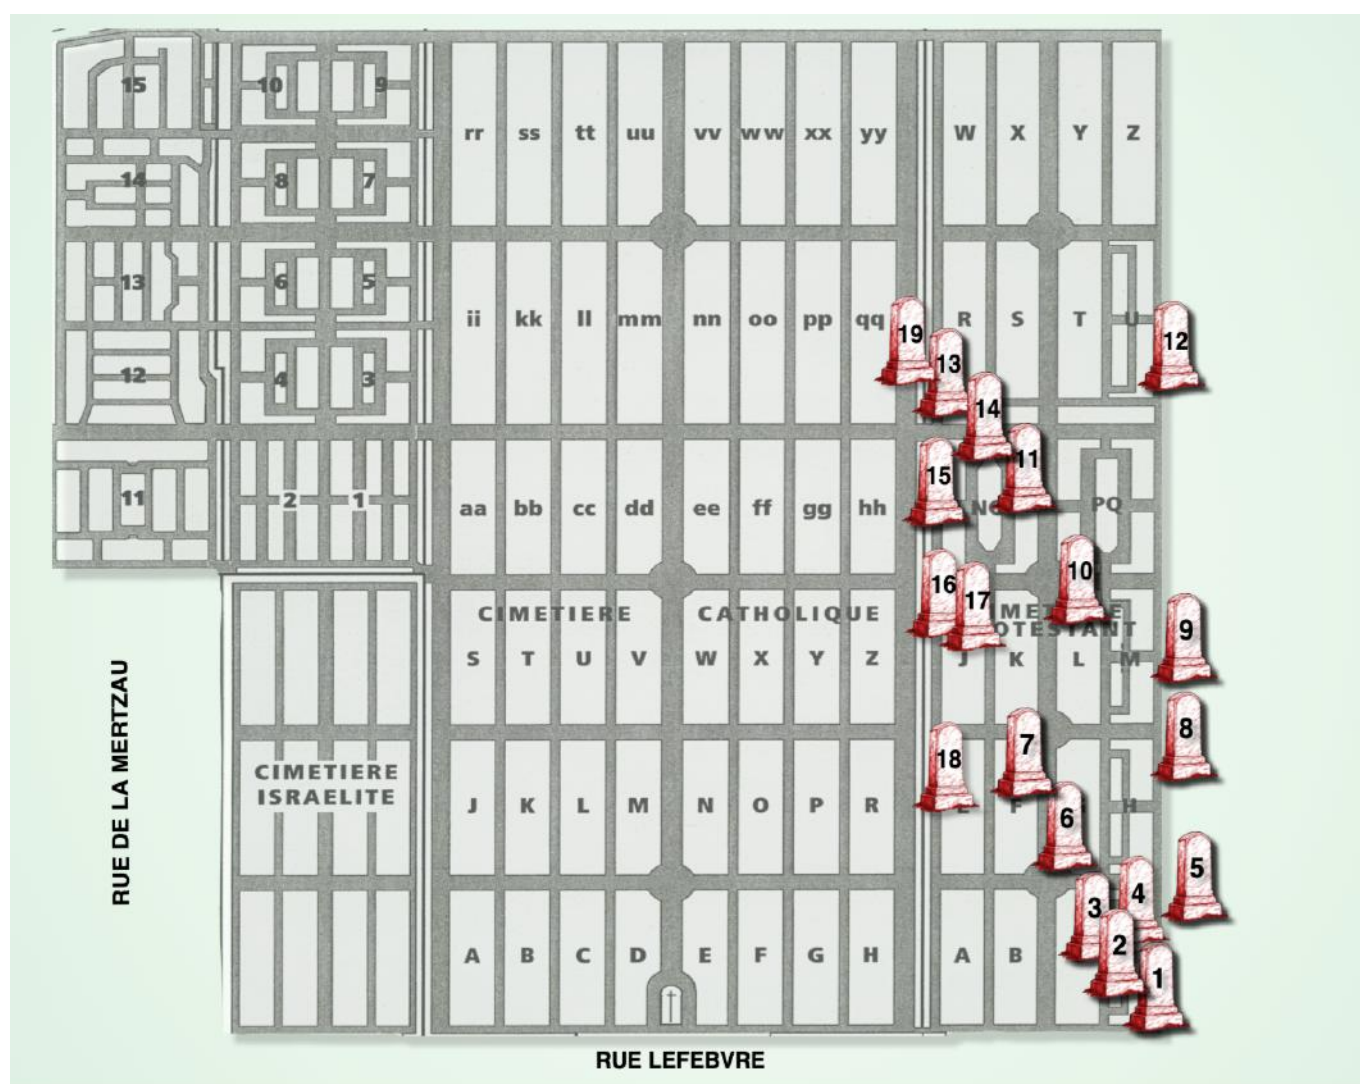 15 10 9
rr ss tt uu vv ww xx yy W X Y Z
14 8 7
13 6 5
ii kk ll mm nn oo pp qq R S T U
19 12
13
12 4 3
14
11
15
11 2 1
aa bb cc dd ee ff gg hh PQ
16 17 10
CIMETIERE CATHOLIQUE
9
S T U V W X Y Z J K L M
RUE DE LA MERTZAU
18 7 8
CIMETIERE
ISRAELITE
J K L M N O P R F H
6
5
4
3
2
1
A B C D E F G H A B
RUE LEFEBVRE